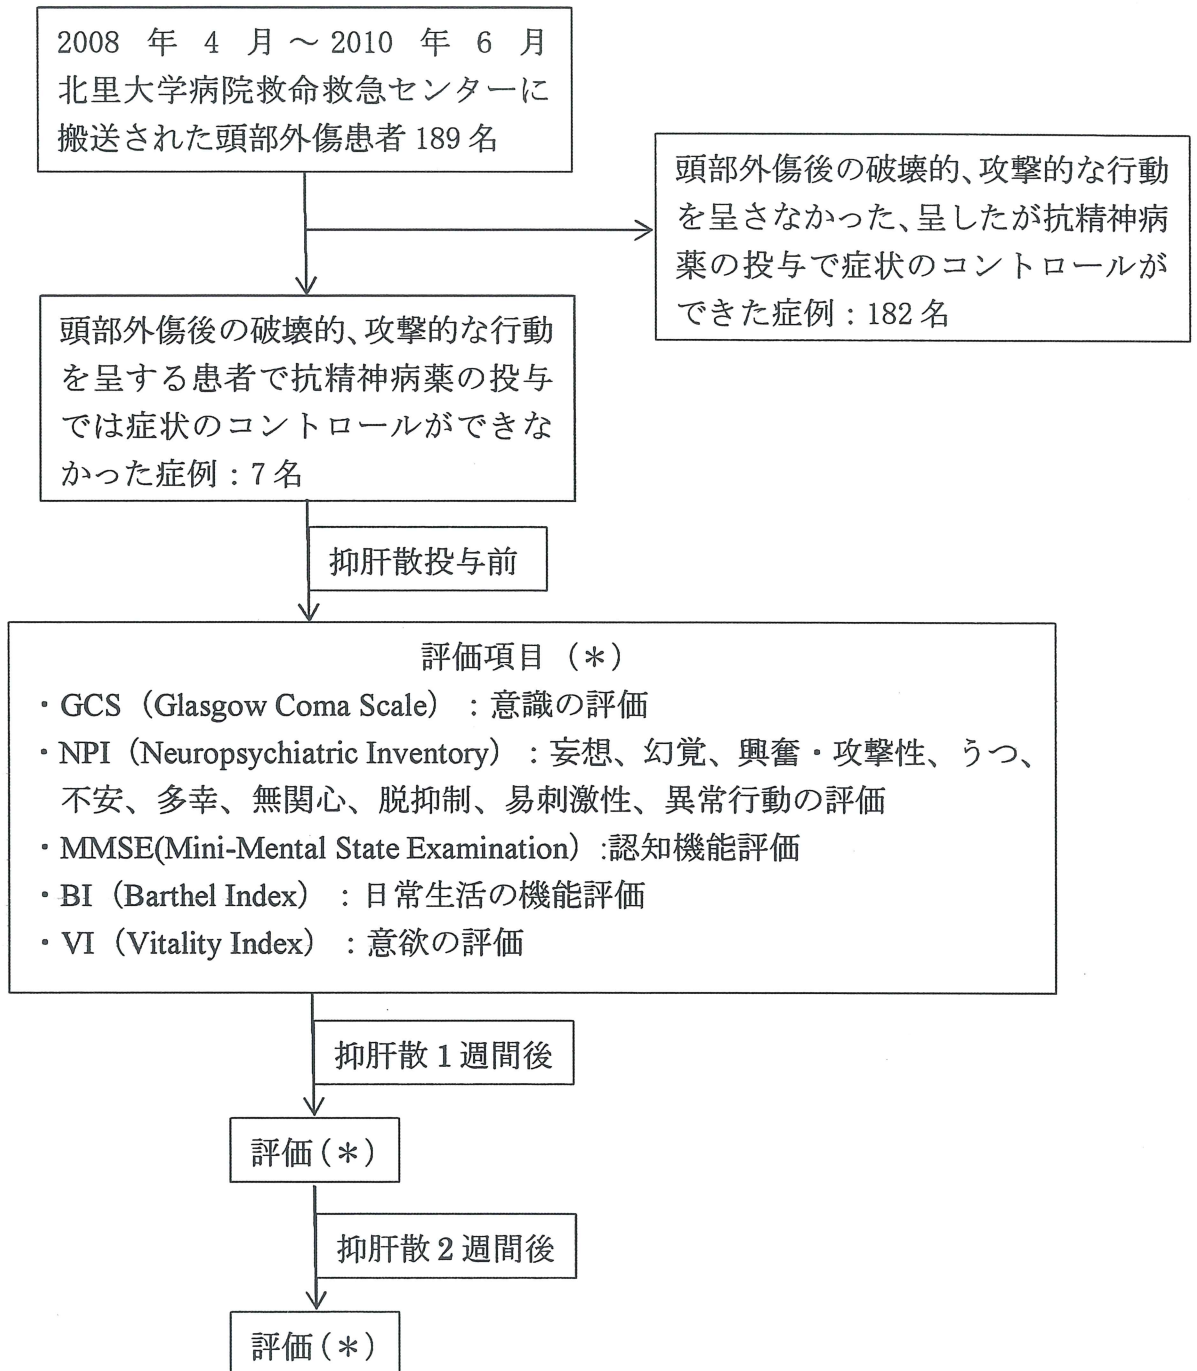 2008 年 4 月~2010 年 6 月
北里大学病院救命救急センターに
搬送された頭部外傷患者 189 名
頭部外傷後の破壊的、攻撃的な行動
を呈さなかった、呈したが抗精神病
薬の投与で症状のコントロールが
できた症例:182 名
頭部外傷後の破壊的、攻撃的な行動
を呈する患者で抗精神病薬の投与
では症状のコントロールができな
かった症例:7 名
抑肝散投与前
評価項目(*)
・GCS(Glasgow Coma Scale):意識の評価
・NPI(Neuropsychiatric Inventory):妄想、幻覚、興奮・攻撃性、うつ、
不安、多幸、無関心、脱抑制、易刺激性、異常行動の評価
・MMSE(Mini-Mental State Examination):認知機能評価
・BI(Barthel Index):日常生活の機能評価
・VI(Vitality Index):意欲の評価
抑肝散 1 週間後
評価(*)
抑肝散 2 週間後
評価(*)